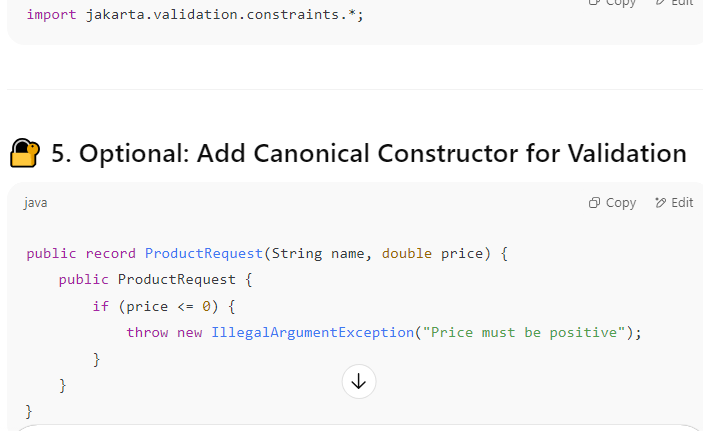 Copy Edit
import jakarta.validation.constraints.*;
5. Optional: Add Canonical Constructor for Validation
java Copy Edit
public record ProductRequest(String name, double price) {
    public ProductRequest {
        if (price <= 0) {
            throw new IllegalArgumentException("Price must be positive");
        }
    }
}